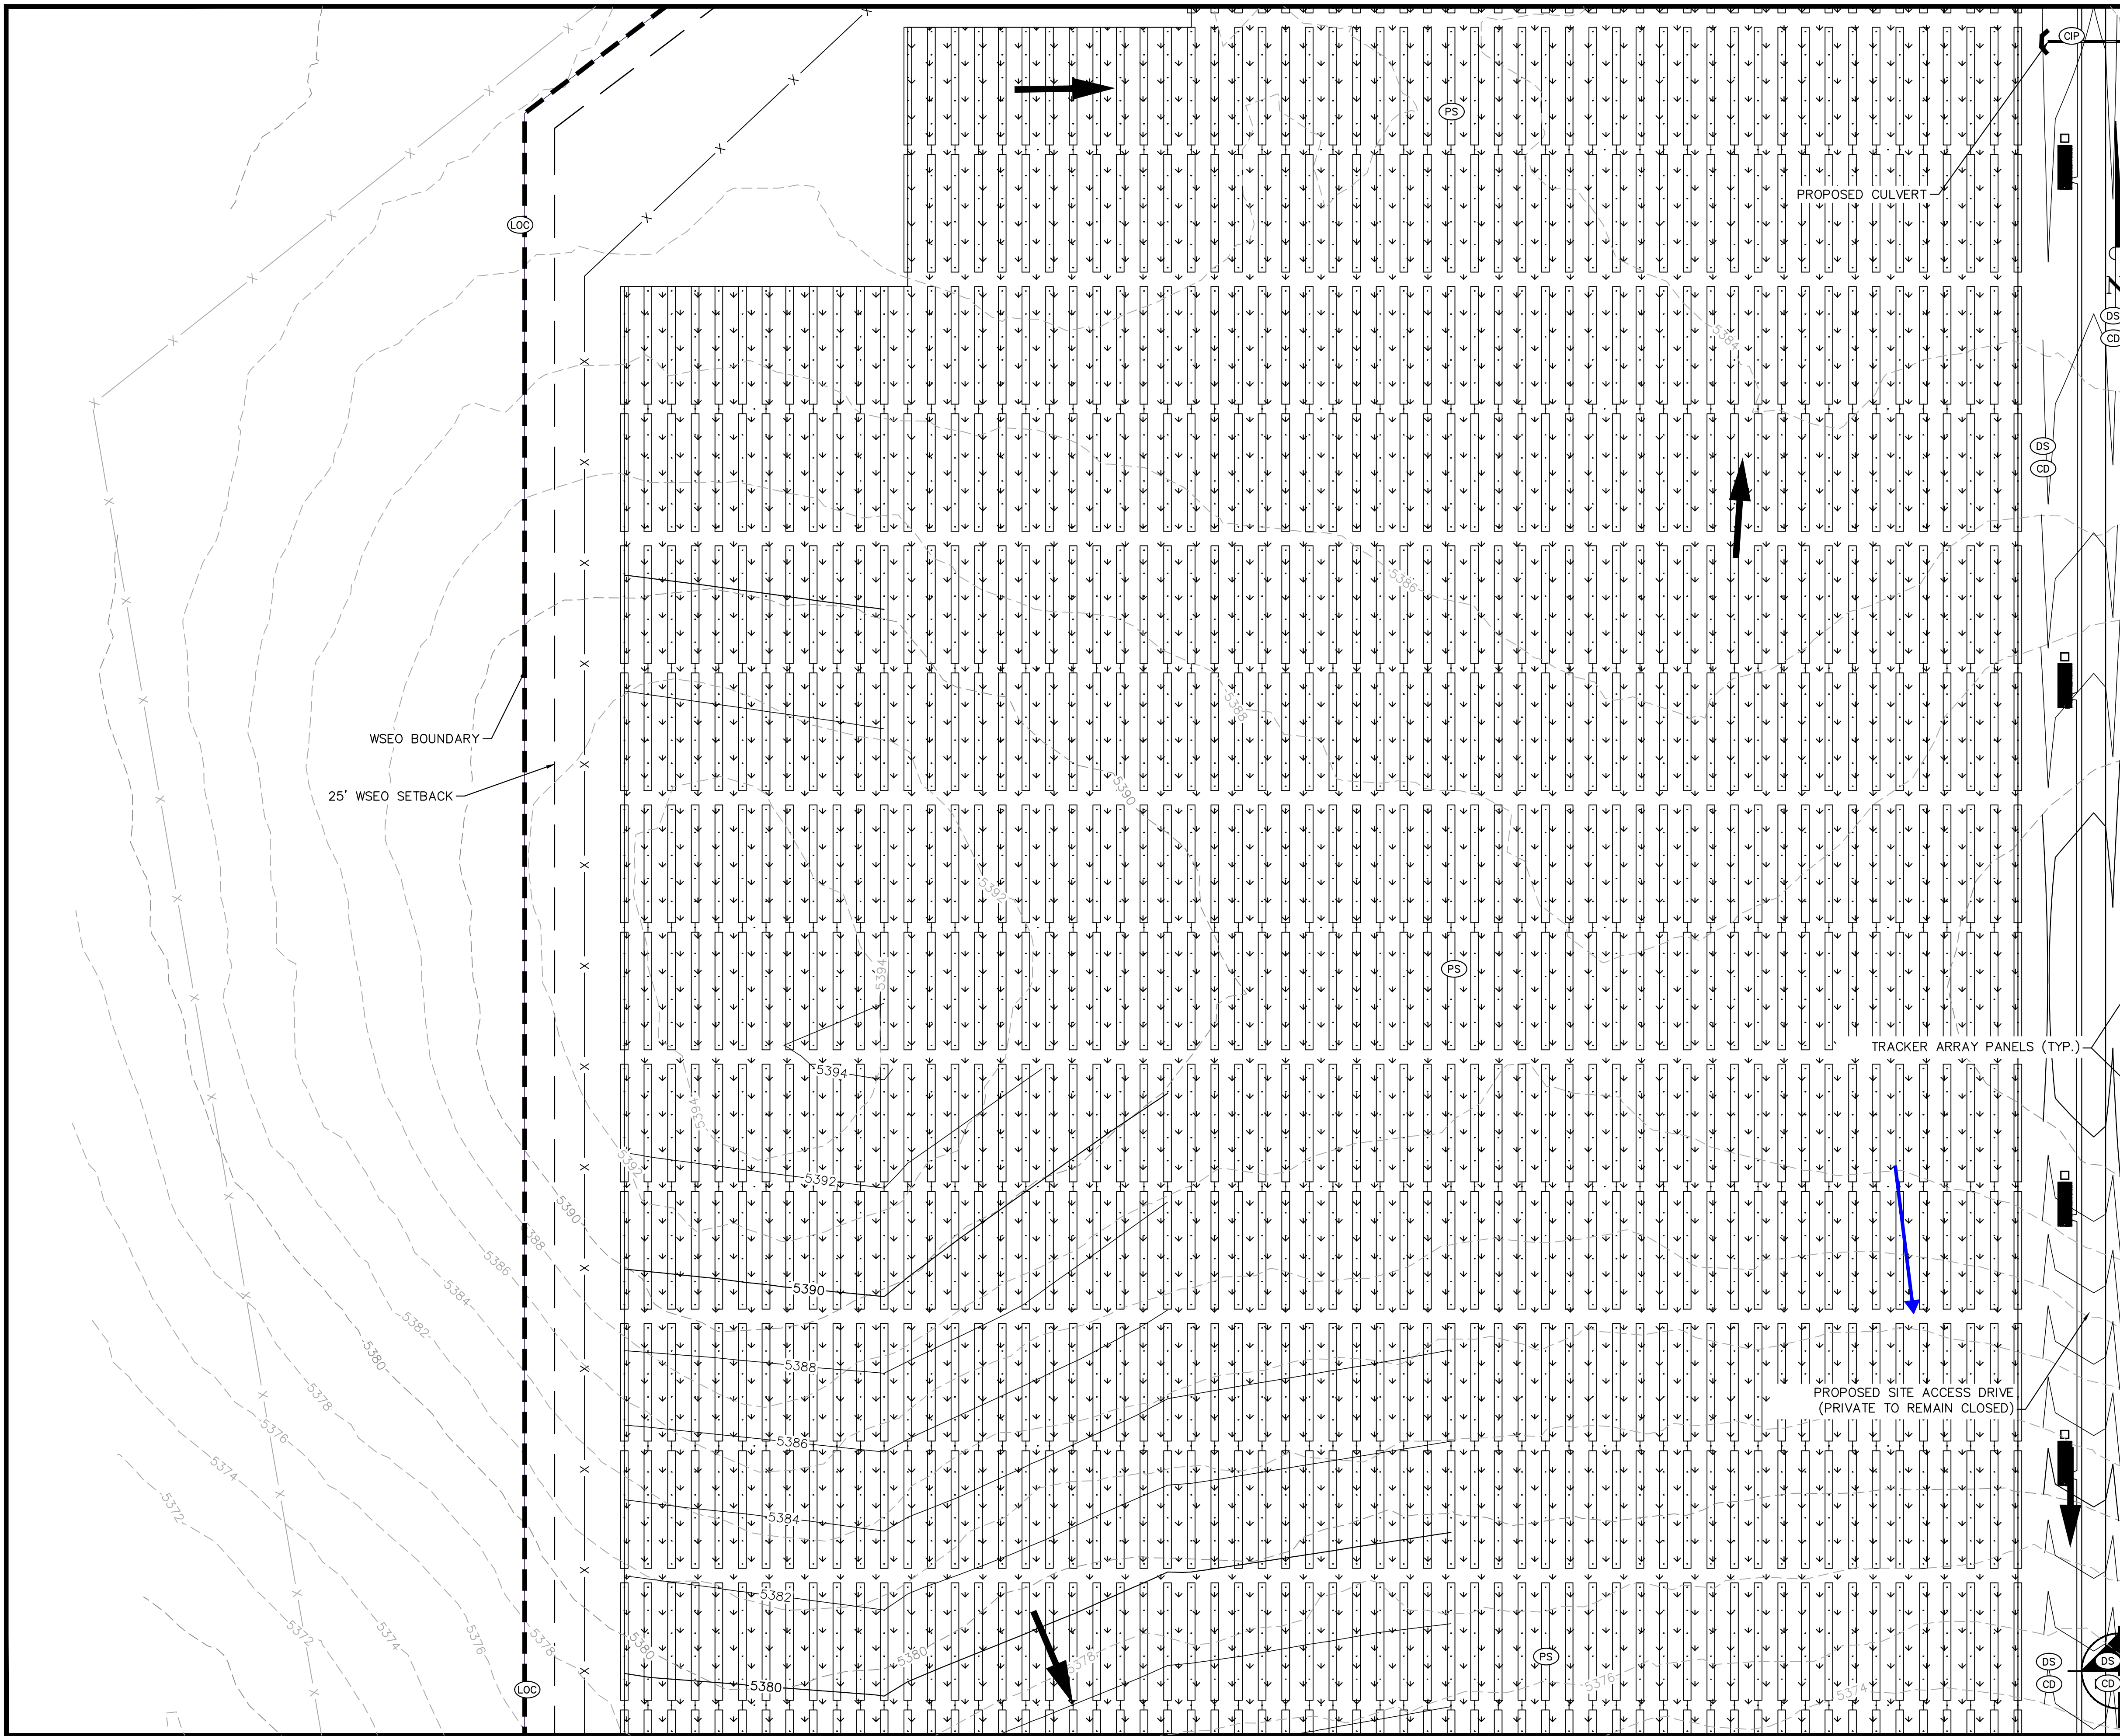 CIP
PS
PROPOSED CULVERT
LOC
DS
CD
5384
DS
CD
5386
WSEO BOUNDARY
5388
25' WSEO SETBACK
5390
5392
5394
PS
TRACKER ARRAY PANELS (TYP.)
5394
5394
5392
5392
5390
5388
5386
5390
5384
5382
5380
5388
5378
PROPOSED SITE ACCESS DRIVE
(PRIVATE TO REMAIN CLOSED)
5376
5386
5374
5372
5384
5382
5372
5374
5376
5378
5380
5380
5378
PS
DS
CD
DS
CD
5376
5374
5380
LOC